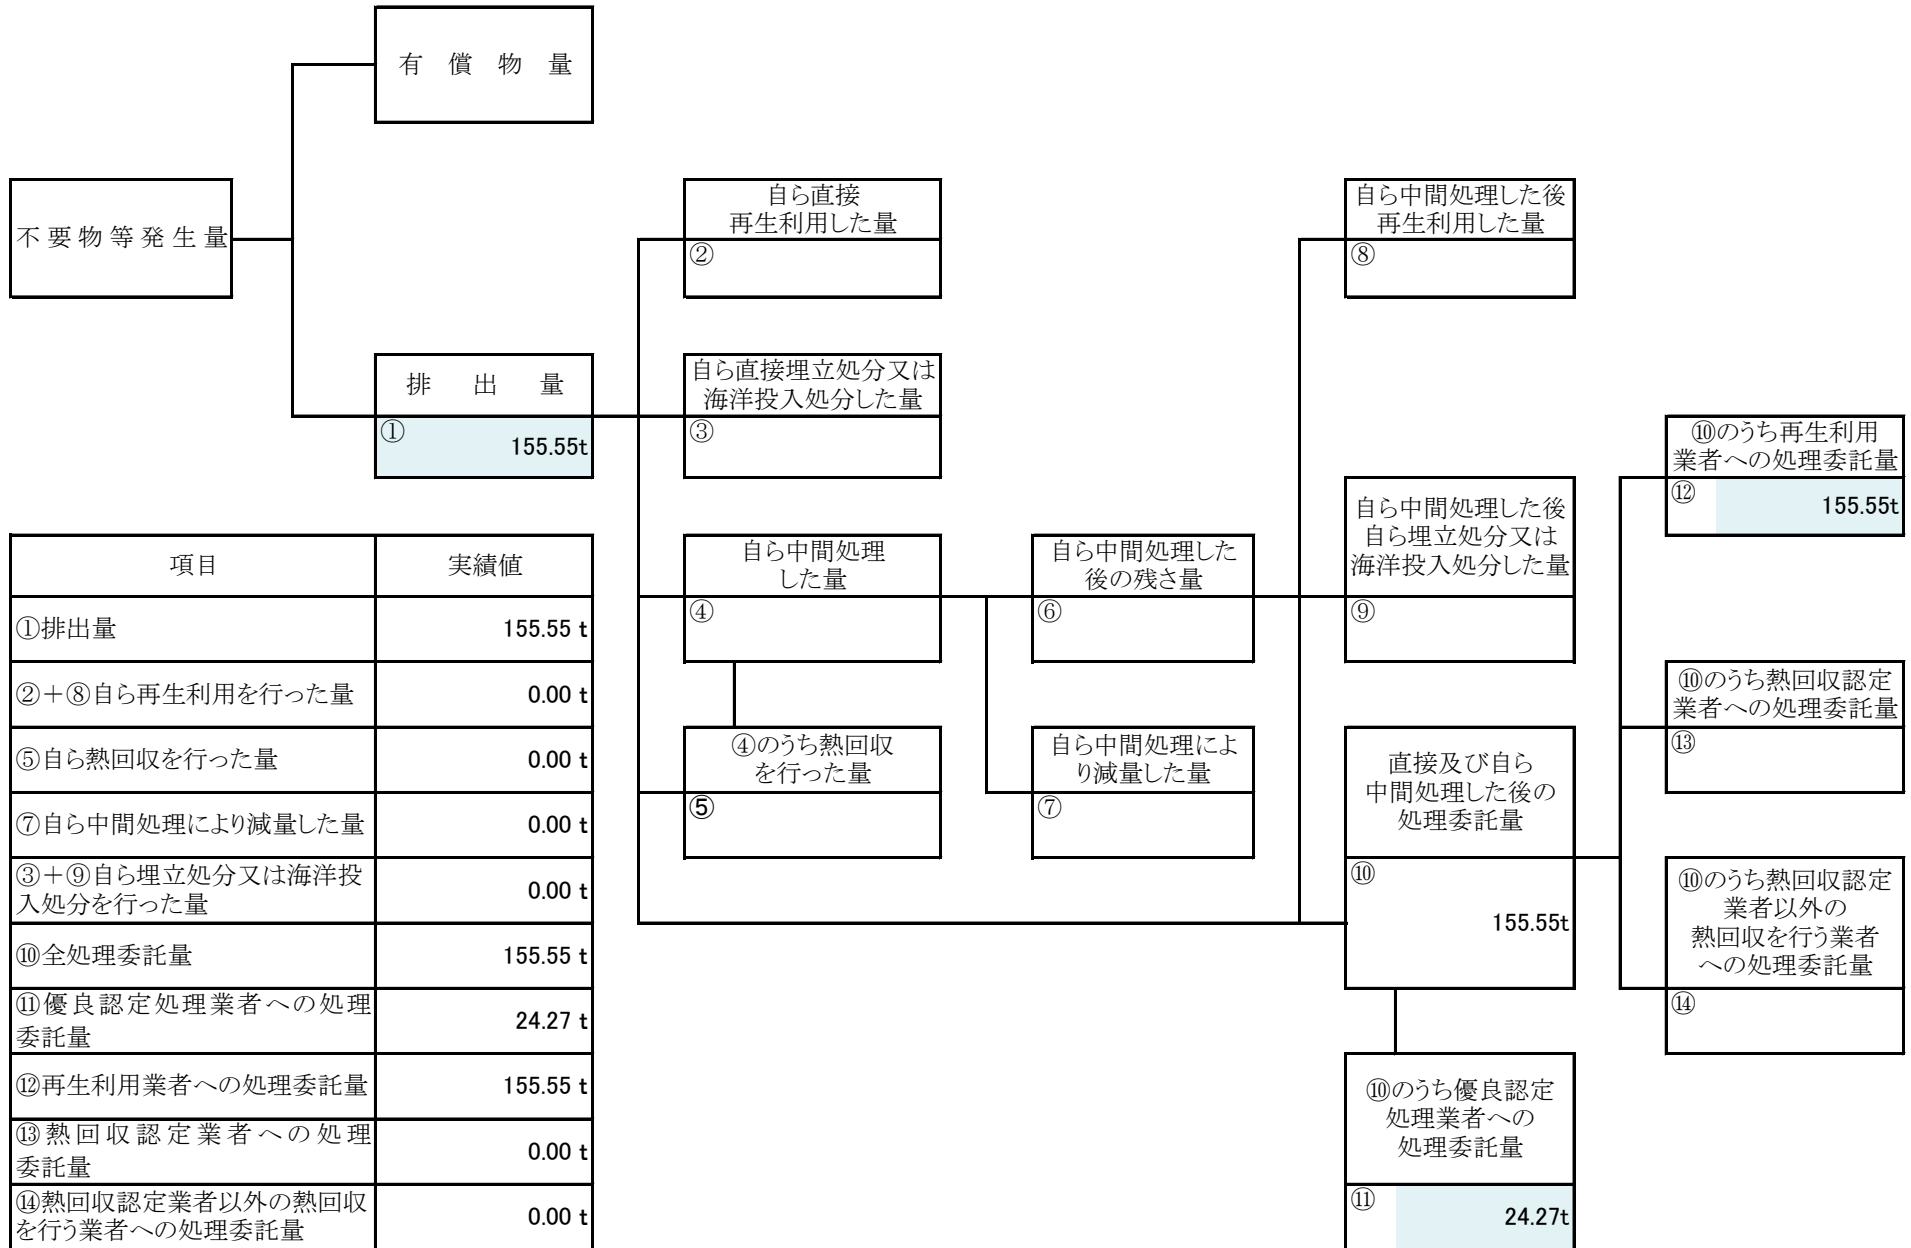 有償物量
不要物等発生量
排出量
①
155.55t
自ら直接
再生利用した量
②
自ら直接埋立処分又は
海洋投入処分した量
③
自ら中間処理
した量
④
④のうち熱回収
を行った量
⑤
自ら中間処理した
後の残さ量
⑥
自ら中間処理によ
り減量した量
⑦
自ら中間処理した後
再生利用した量
⑧
自ら中間処理した後
自ら埋立処分又は
海洋投入処分した量
⑨
直接及び自ら
中間処理した後の
処理委託量
⑩
155.55t
⑩のうち優良認定
処理業者への
処理委託量
⑪
24.27t
⑩のうち再生利用
業者への処理委託量
⑫
155.55t
⑩のうち熱回収認定
業者への処理委託量
⑬
⑩のうち熱回収認定
業者以外の
熱回収を行う業者
への処理委託量
⑭
項目 実績値
①排出量 155.55 t
②+⑧自ら再生利用を行った量 0.00 t
⑤自ら熱回収を行った量 0.00 t
⑦自ら中間処理により減量した量 0.00 t
③+⑨自ら埋立処分又は海洋投
入処分を行った量 0.00 t
⑩全処理委託量 155.55 t
⑪優良認定処理業者への処理
委託量 24.27 t
⑫再生利用業者への処理委託量 155.55 t
⑬熱回収認定業者への処理
委託量 0.00 t
⑭熱回収認定業者以外の熱回収
を行う業者への処理委託量 0.00 t